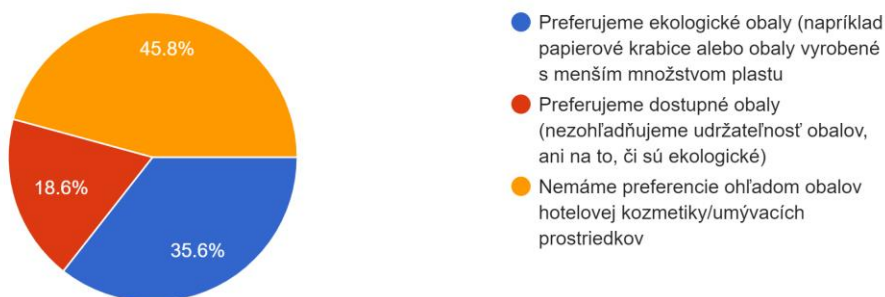 45.8%
18.6%
35.6%
Preferujeme ekologické obaly (napríklad
papierové krabice alebo obaly vyrobené
s menším množstvom plastu
Preferujeme dostupné obaly
(nezohľadňujeme udržateľnosť obalov,
ani na to, či sú ekologické)
Nemáme preferencie ohľadom obalov
hotelovej kozmetiky/umývacích
prostriedkov